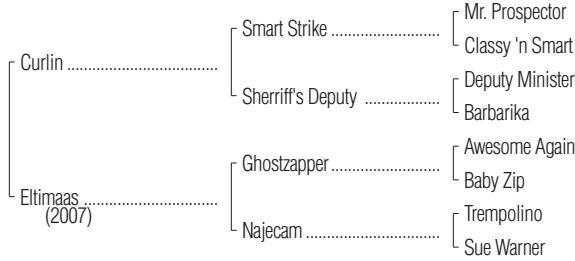 Mr. Prospector
Smart Strike ........................
Classy 'n Smart
Curlin .................................
Deputy Minister
Sherriff's Deputy ................
Barbarika
Awesome Again
Ghostzapper........................
Baby Zip
Eltimaas .............................
(2007)
Trempolino
Najecam .............................
Sue Warner